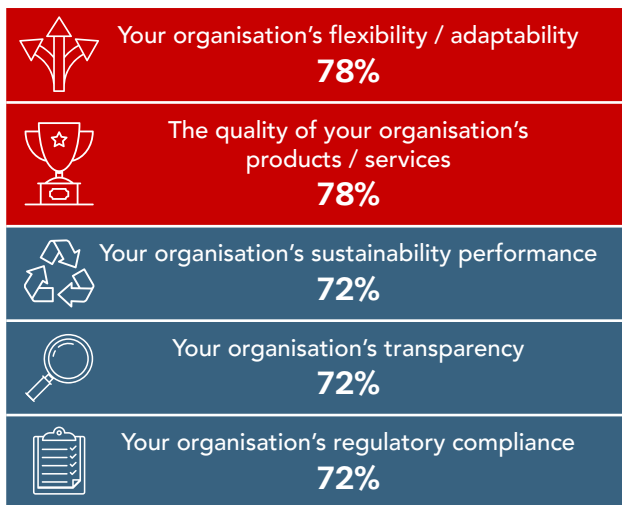 Your organisation’s flexibility / adaptability
78%
The quality of your organisation’s
products / services
78%
Your organisation’s sustainability performance
72%
Your organisation’s transparency
72%
Your organisation’s regulatory compliance
72%